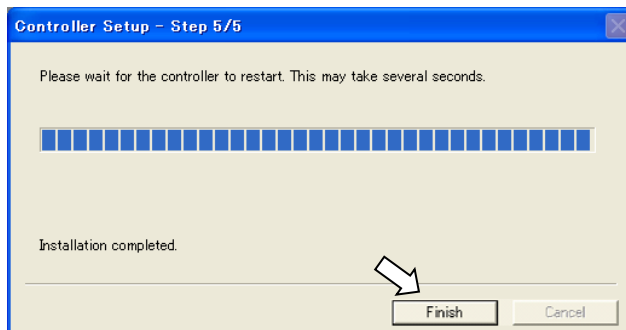 Controller Setup - Step 5/5
Please wait for the controller to restart. This may take several seconds.
Installation completed.
Finish
Cancel